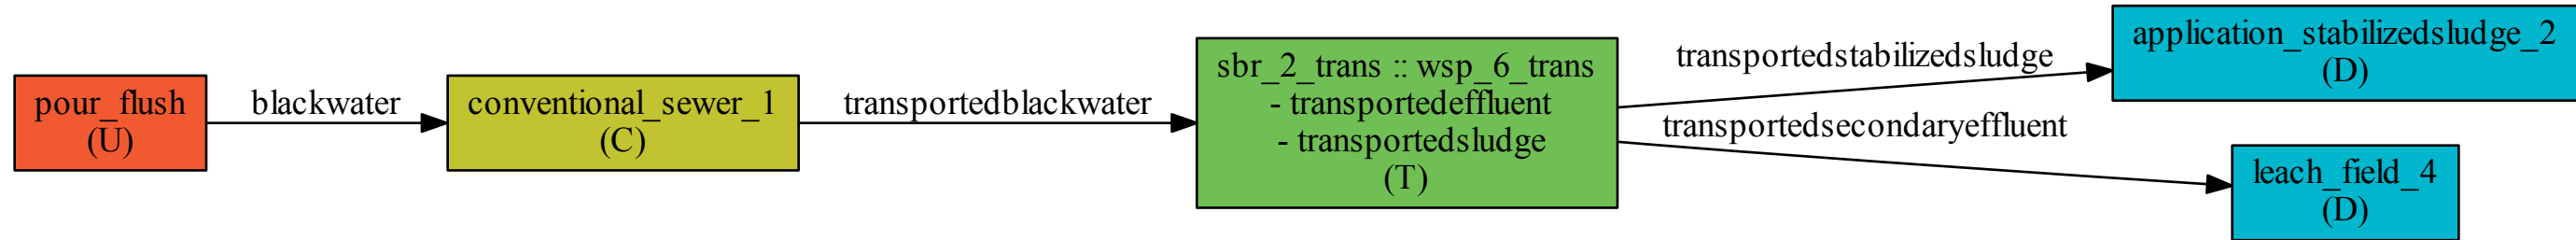 pour_flush
(U)
blackwater
conventional_sewer_1
(C)
transportedblackwater
sbr_2_trans :: wsp_6_trans
- transportedeffluent
- transportedsludge
(T)
transportedstabilizedsludge
transportedsecondaryeffluent
application_stabilizedsludge_2
(D)
leach_field_4
(D)